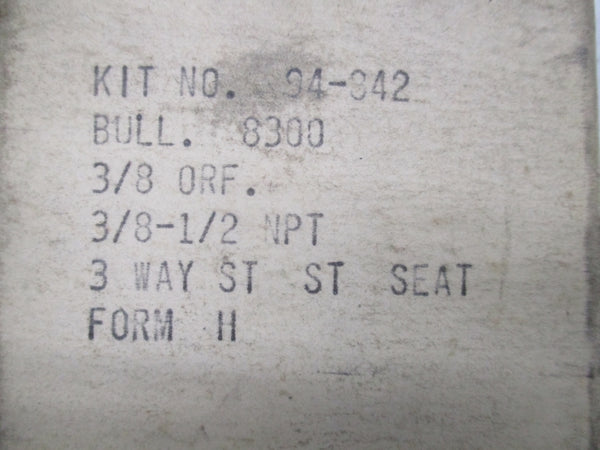 KIT NO. 94-842
BULL. 8300
3/8 ORF.
3/8-1/2 NPT
3 WAY ST ST SEAT
FORM H